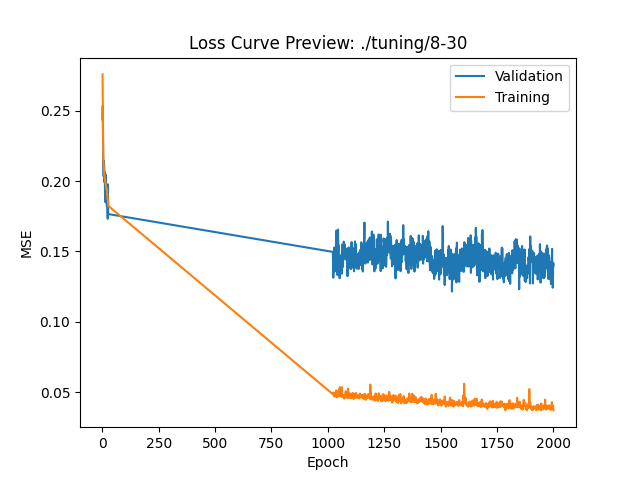 Loss Curve Preview: ./tuning/8-30
Validation
Training
MSE
0.25
0.20
0.15
0.10
0.05
0 250 500 750 1000 1250 1500 1750 2000
Epoch